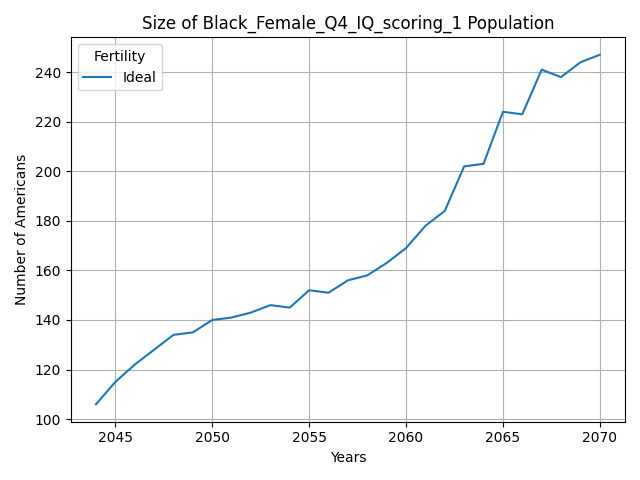 Size of Black_Female_Q4_IQ_scoring_1 Population
Fertility
Ideal
Number of Americans
240
220
200
180
160
140
120
100
2045 2050 2055 2060 2065 2070
Years